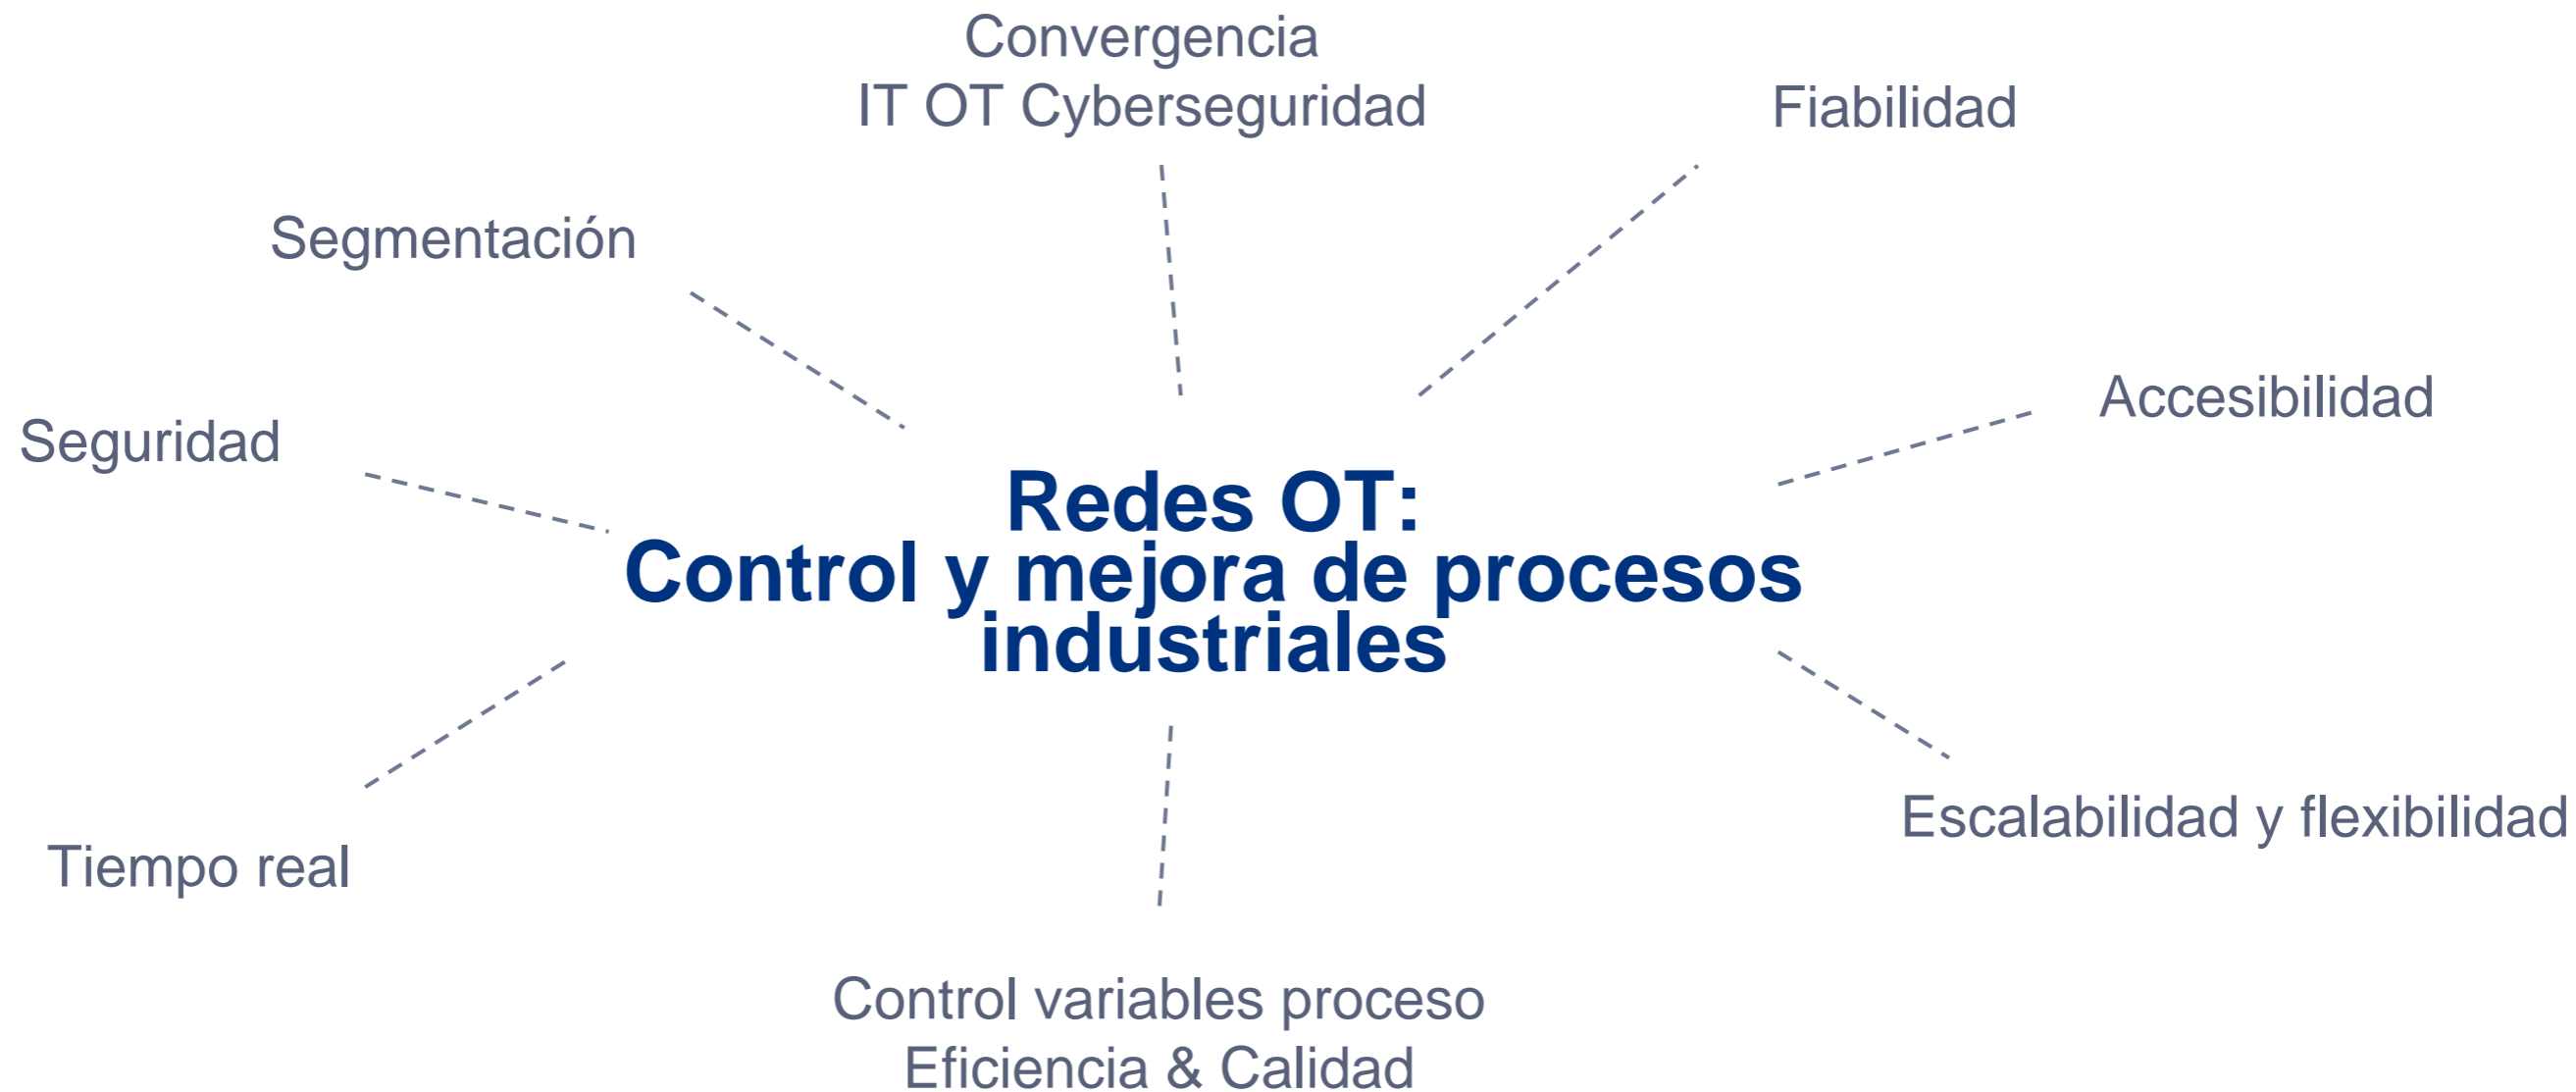 Convergencia
IT OT Cyberseguridad
Fiabilidad
Segmentación
Accesibilidad
Seguridad
Redes OT:
Control y mejora de procesos
industriales
Escalabilidad y flexibilidad
Tiempo real
Control variables proceso
Eficiencia & Calidad